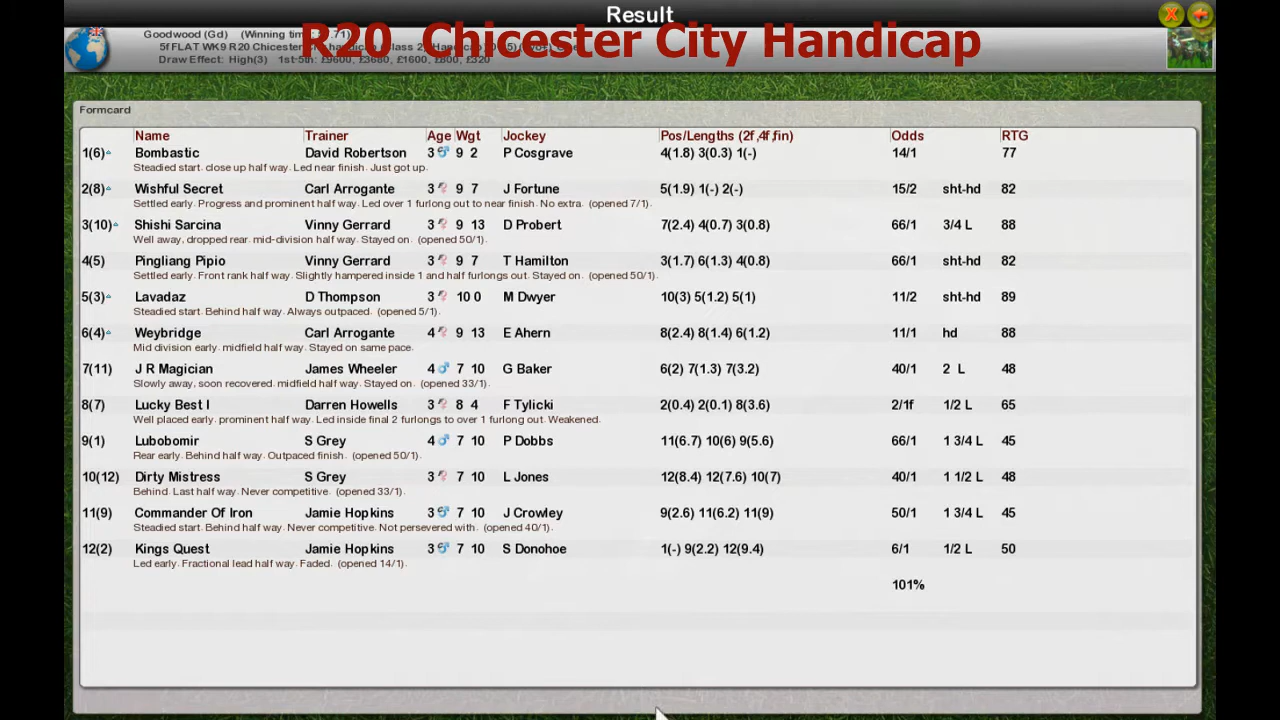 Result
R20 Chicester City Handicap
Goodwood (Gd) (Winning time .71)
5f FLAT WK9 R20 Chicester
Draw Effect: High(3) 1st-5th: £9600, £3680, £1600, £800, £320
Formcard
Name Trainer Age Wgt Jockey Pos/Lengths (2f,4f,fin) Odds RTG
1(6) Bombastic David Robertson 3 9 2 P Cosgrave 4(1.8) 3(0.3) 1(-) 14/1 77
Steadied start. close up half way. Led near finish. Just got up.
2(8) Wishful Secret Carl Arrogante 3 9 7 J Fortune 5(1.9) 1(-) 2(-) 15/2 sht-hd 82
Settled early. Progress and prominent half way. Led over 1 furlong out to near finish. No extra. (opened 7/1).
3(10) Shishi Sarcina Vinny Gerrard 3 9 13 D Probert 7(2.4) 4(0.7) 3(0.8) 66/1 3/4 L 88
Well away, dropped rear. mid-division half way. Stayed on. (opened 50/1).
4(5) Pingliang Pipio Vinny Gerrard 3 9 7 T Hamilton 3(1.7) 6(1.3) 4(0.8) 66/1 sht-hd 82
Settled early. Front rank half way. Slightly hampered inside 1 and half furlongs out. Stayed on. (opened 50/1).
5(3) Lavadaz D Thompson 3 10 0 M Dwyer 10(3) 5(1.2) 5(1) 11/2 sht-hd 89
Steadied start. Behind half way. Always outpaced. (opened 5/1).
6(4) Weybridge Carl Arrogante 4 9 13 E Ahern 8(2.4) 8(1.4) 6(1.2) 11/1 hd 88
Mid division early. midfield half way. Stayed on same pace.
7(11) J R Magician James Wheeler 4 7 10 G Baker 6(2) 7(1.3) 7(3.2) 40/1 2 L 48
Slowly away, soon recovered. midfield half way. Stayed on. (opened 33/1).
8(7) Lucky Best I Darren Howells 3 8 4 F Tylicki 2(0.4) 2(0.1) 8(3.6) 2/1f 1/2 L 65
Well placed early. prominent half way. Led inside final 2 furlongs to over 1 furlong out. Weakened.
9(1) Lubobomir S Grey 4 7 10 P Dobbs 11(6.7) 10(6) 9(5.6) 66/1 1 3/4 L 45
Rear early. Behind half way. Outpaced finish. (opened 50/1).
10(12) Dirty Mistress S Grey 3 7 10 L Jones 12(8.4) 12(7.6) 10(7) 40/1 1 1/2 L 48
Behind. Last half way. Never competitive. (opened 33/1).
11(9) Commander Of Iron Jamie Hopkins 3 7 10 J Crowley 9(2.6) 11(6.2) 11(9) 50/1 1 3/4 L 45
Steadied start. Behind half way. Never competitive. Not persevered with. (opened 40/1).
12(2) Kings Quest Jamie Hopkins 3 7 10 S Donohoe 1(-) 9(2.2) 12(9.4) 6/1 1/2 L 50
Led early. Fractional lead half way. Faded. (opened 14/1).
101%